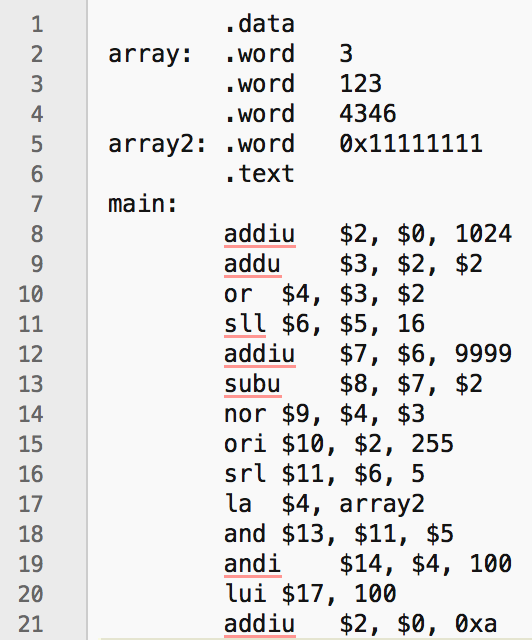 1 .data
2 array: .word 3
3 .word 123
4 .word 4346
5 array2: .word 0x11111111
6 .text
7 main:
8 addiu $2, $0, 1024
9 addu $3, $2, $2
10 or $4, $3, $2
11 sll $6, $5, 16
12 addiu $7, $6, 9999
13 subu $8, $7, $2
14 nor $9, $4, $3
15 ori $10, $2, 255
16 srl $11, $6, 5
17 la $4, array2
18 and $13, $11, $5
19 andi $14, $4, 100
20 lui $17, 100
21 addiu $2, $0, 0xa